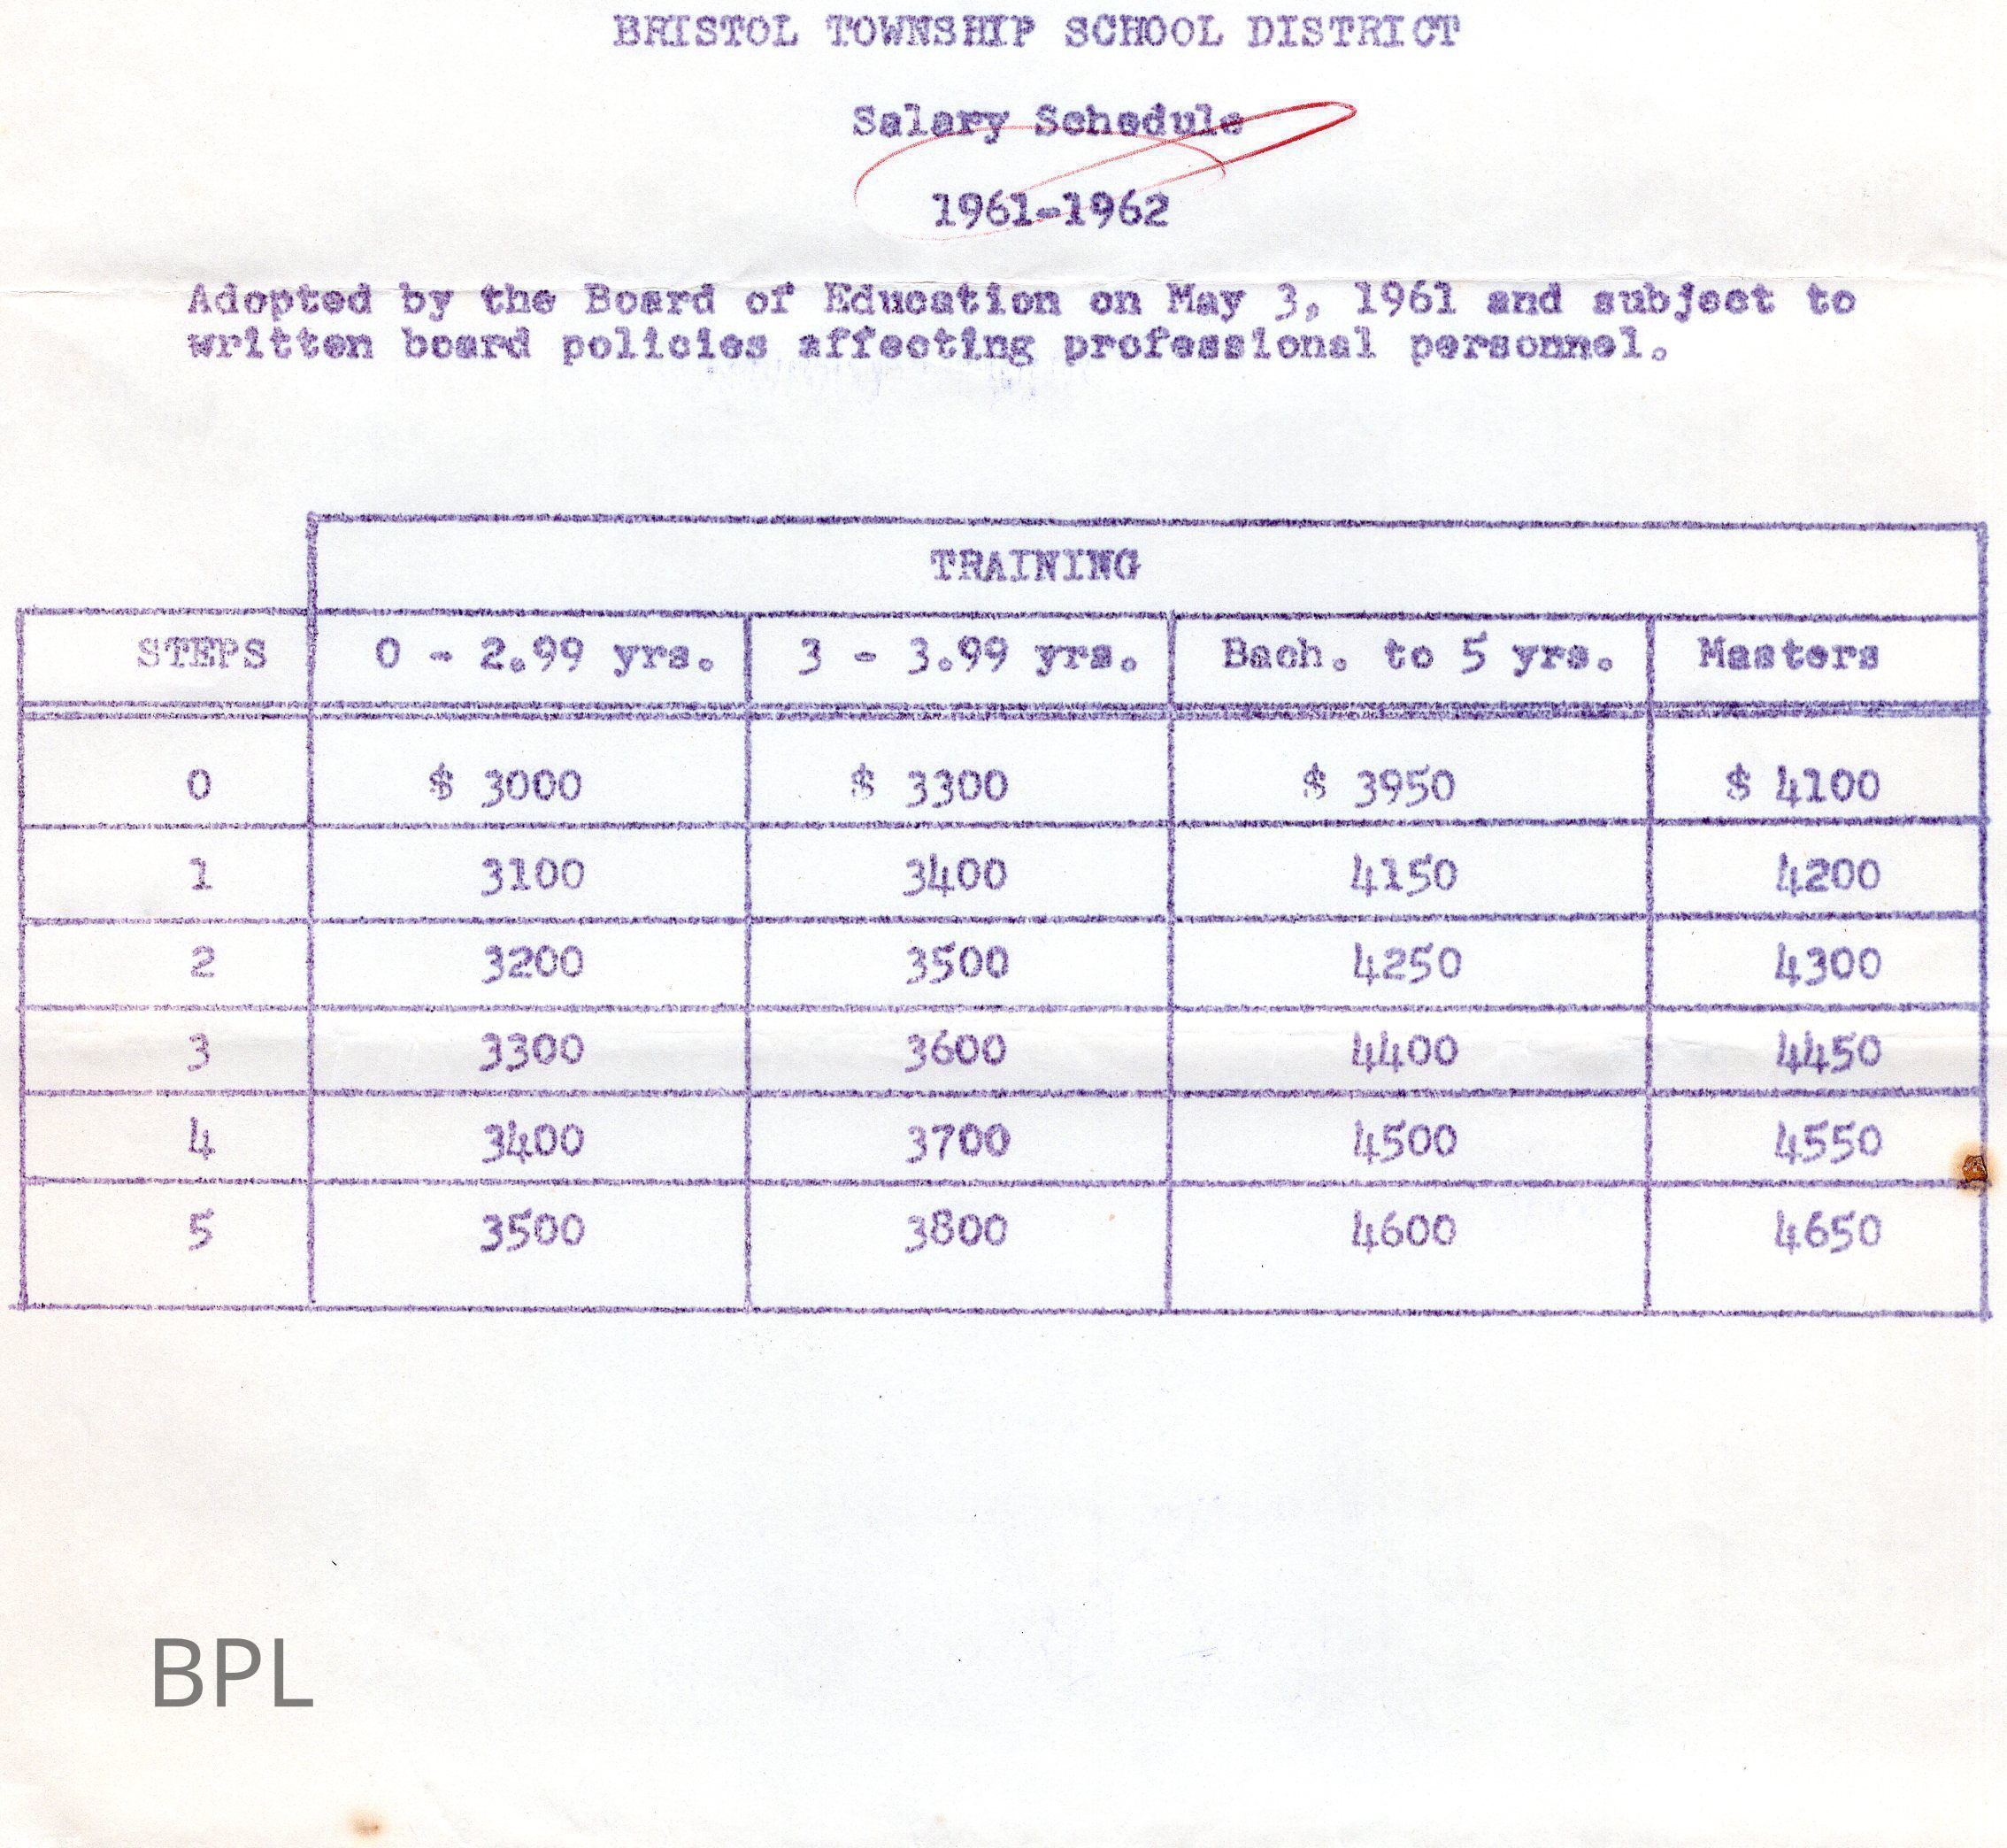 BRISTOL TOWNSHIP SCHOOL DISTRICT
Salary Schedule
1961-1962
Adopted by the Board of Education on May 3, 1961 and subject to
written board policies affecting professional personnel.
TRAINING
STEPS 0 - 2.99 yrs. 3 - 3.99 yrs. Bach. to 5 yrs. Masters
0 $ 3000 $ 3300 $ 3950 $ 4100
1 3100 3400 4150 4200
2 3200 3500 4250 4300
3 3300 3600 4400 4450
4 3400 3700 4500 4550
5 3500 3800 4600 4650
BPL